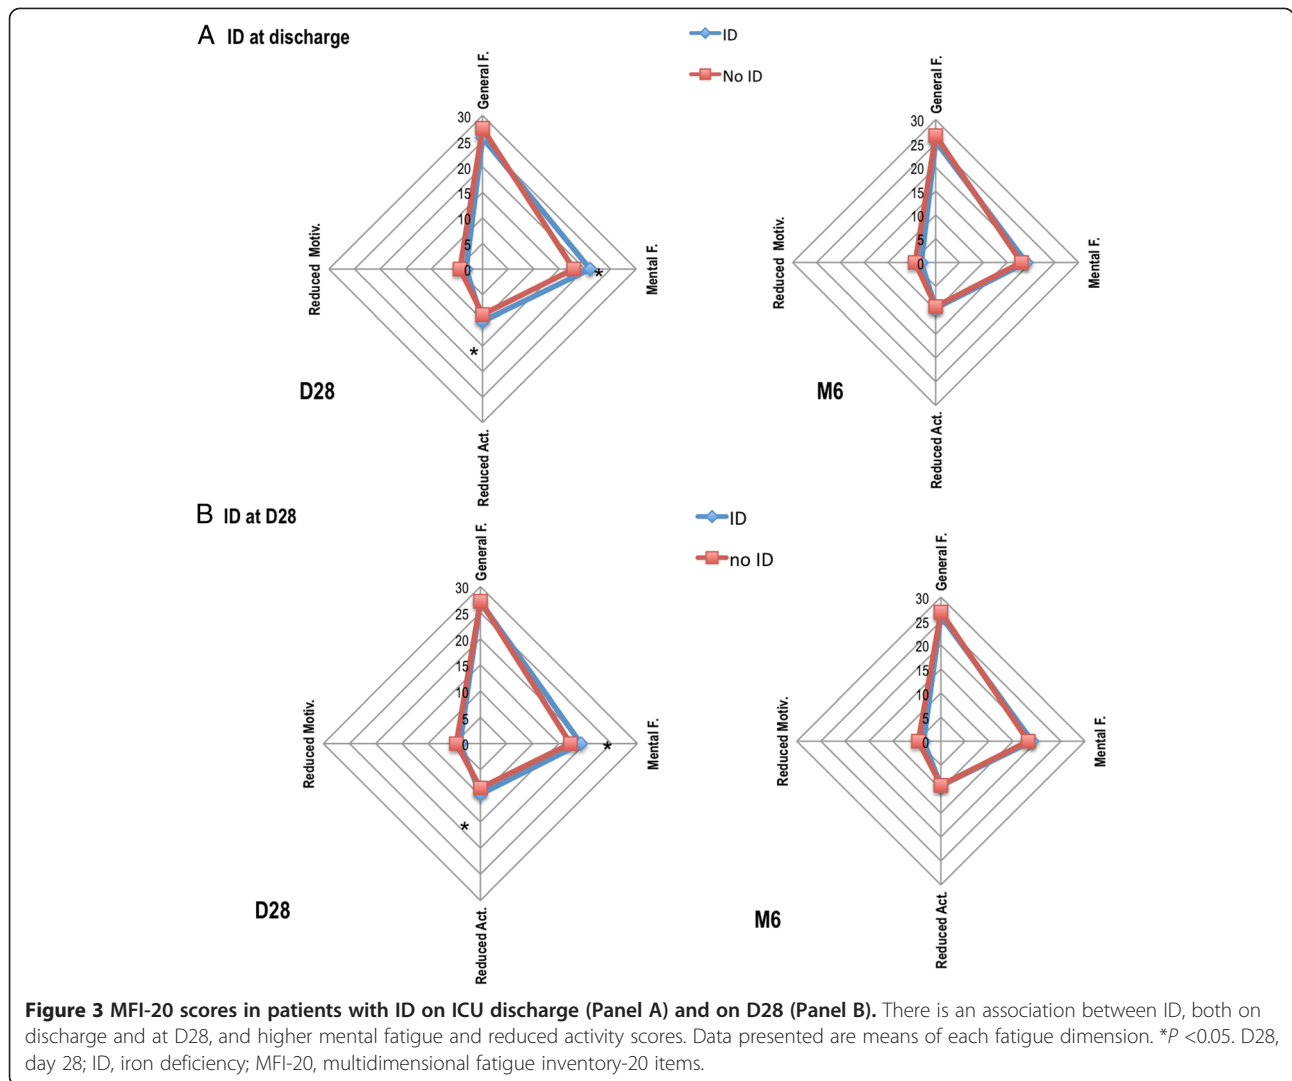 A ID at discharge
ID
No ID
General F.
30
25
20
15
10
5
0
Mental F.
*
Reduced Act.
*
Reduced Motiv.
D28
General F.
30
25
20
15
10
5
0
Mental F.
Reduced Act.
Reduced Motiv.
M6
B ID at D28
ID
no ID
General F.
30
25
20
15
10
5
0
Mental F.
*
Reduced Act.
*
Reduced Motiv.
D28
General F.
30
25
20
15
10
5
0
Mental F.
Reduced Act.
Reduced Motiv.
M6
Figure 3 MFI-20 scores in patients with ID on ICU discharge (Panel A) and on D28 (Panel B). There is an association between ID, both on
discharge and at D28, and higher mental fatigue and reduced activity scores. Data presented are means of each fatigue dimension. *P <0.05. D28,
day 28; ID, iron deficiency; MFI-20, multidimensional fatigue inventory-20 items.